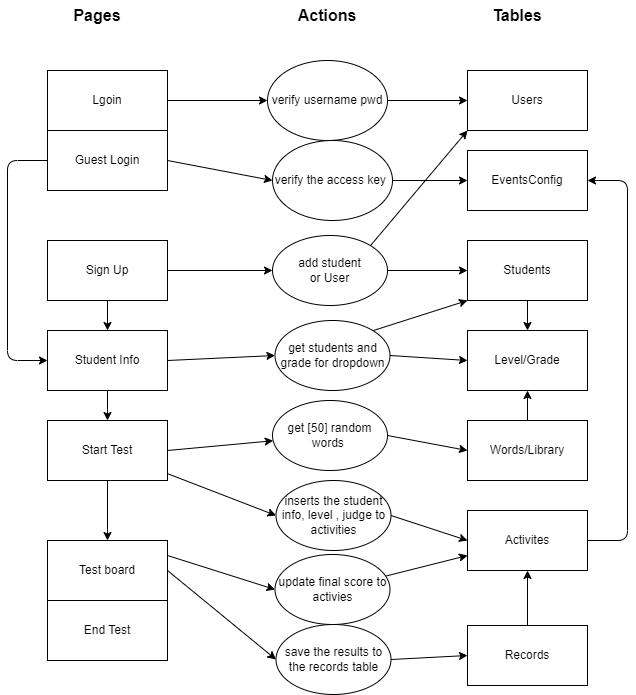 Pages
Actions
Tables
Lgoin
verify username pwd
Users
Guest Login
verify the access key
EventsConfig
Sign Up
add student
or User
Students
Student Info
get students and
grade for dropdown
Level/Grade
Start Test
get [50] random
words
Words/Library
inserts the student
info, level , judge to
activities
Activites
Test board
update final score to
activies
End Test
save the results to
the records table
Records